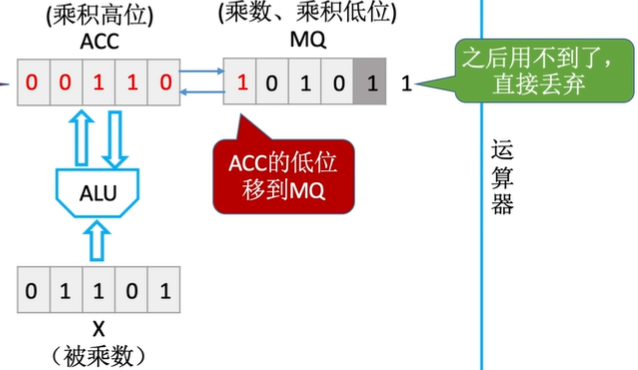 (乘积高位)
ACC
(乘数、乘积低位)
MQ
0 0 1 1 0
1 0 1 0 1 1
之后用不到了，
直接丢弃
ACC的低位
移到MQ
ALU
运
算
器
0 1 1 0 1
X
（被乘数）